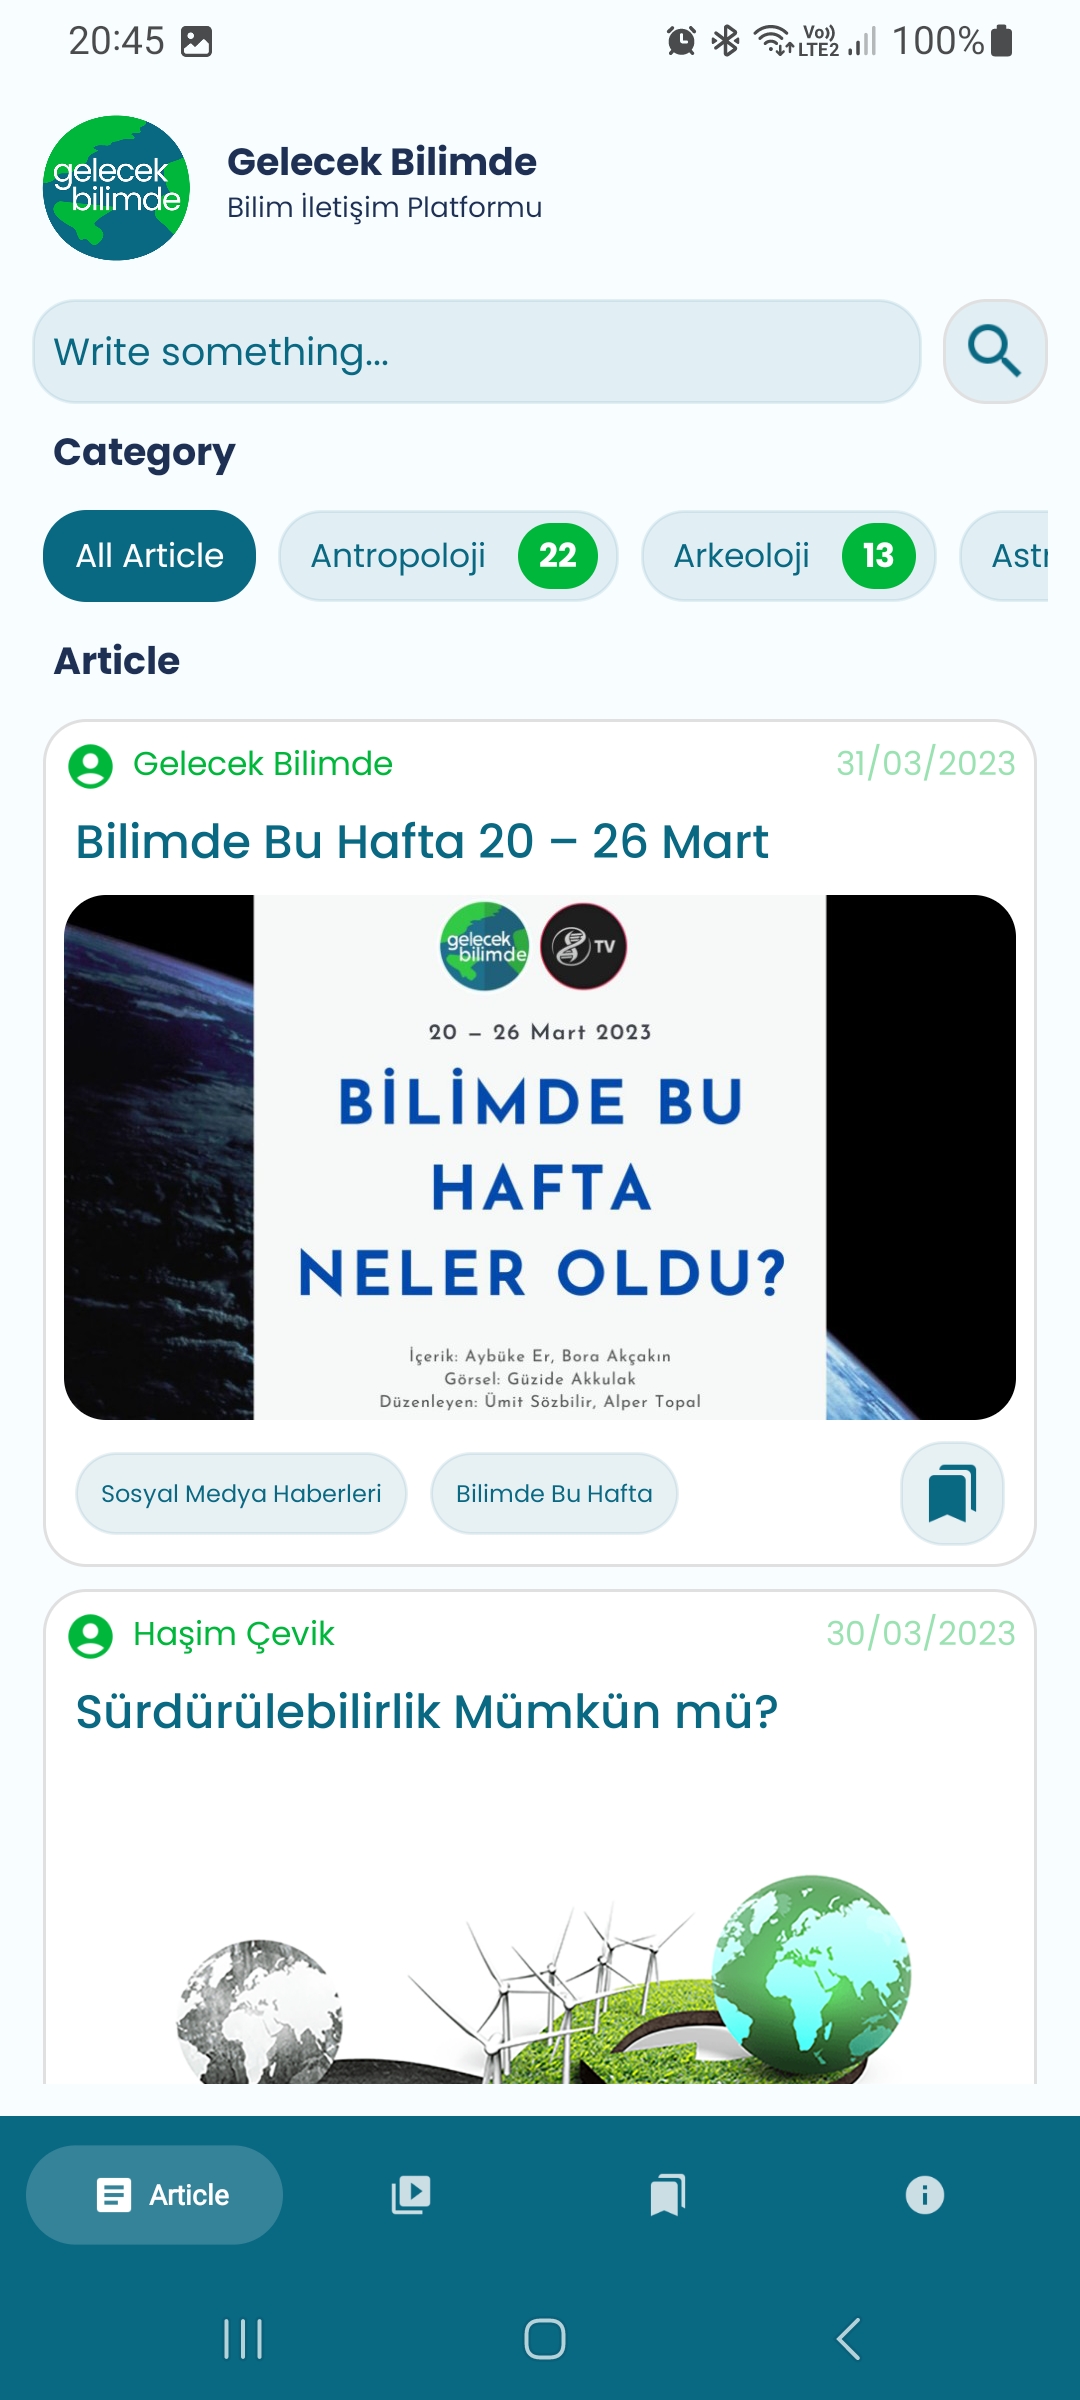 20:45
Vo)) LTE2
100%
gelecek
bilimde
Gelecek Bilimde
Bilim İletişim Platformu
Write something...
Category
All Article
Antropoloji 22
Arkeoloji 13
Astr
Article
Gelecek Bilimde 31/03/2023
Bilimde Bu Hafta 20 – 26 Mart
gelecek
bilimde
TV
20 – 26 Mart 2023
BİLİMDE BU
HAFTA
NELER OLDU?
İçerik: Aybüke Er, Bora Akçakın
Görsel: Güzide Akkulak
Düzenleyen: Ümit Sözbilir, Alper Topal
Sosyal Medya Haberleri
Bilimde Bu Hafta
Haşim Çevik 30/03/2023
Sürdürülebilirlik Mümkün mü?
Article